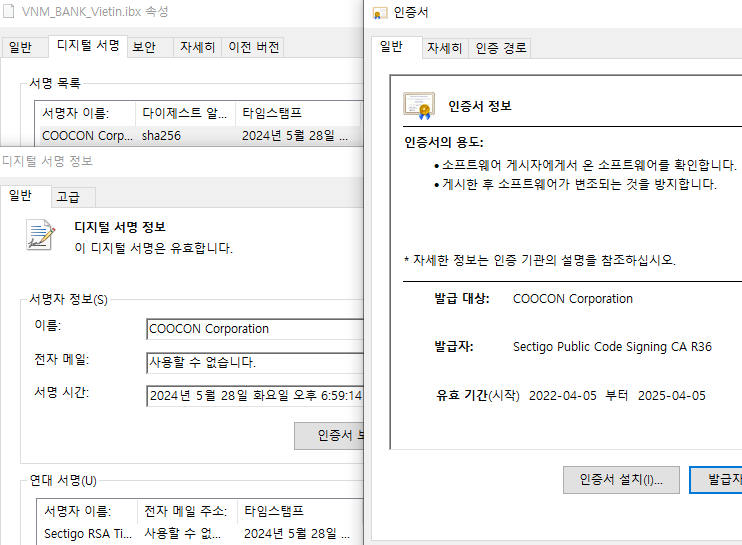 VNM_BANK_Vietin.ibx 속성
일반 디지털 서명 보안 자세히 이전 버전
서명 목록
서명자 이름: 다이제스트 알... 타임스탬프
COOCON Corp... sha256 2024년 5월 28일 ...
디지털 서명 정보
일반 고급
디지털 서명 정보
이 디지털 서명은 유효합니다.
서명자 정보(S)
이름: COOCON Corporation
전자 메일: 사용할 수 없습니다.
서명 시간: 2024년 5월 28일 화요일 오후 6:59:14
인증서 보
연대 서명(U)
서명자 이름: 전자 메일 주소: 타임스탬프
Sectigo RSA Ti... 사용할 수 없... 2024년 5월 28일 ...
인증서
일반 자세히 인증 경로
인증서 정보
인증서의 용도:
• 소프트웨어 게시자에게서 온 소프트웨어를 확인합니다.
• 게시한 후 소프트웨어가 변조되는 것을 방지합니다.
* 자세한 정보는 인증 기관의 설명을 참조하십시오.
발급 대상: COOCON Corporation
발급자: Sectigo Public Code Signing CA R36
유효 기간(시작) 2022-04-05 부터 2025-04-05
인증서 설치(I)... 발급자